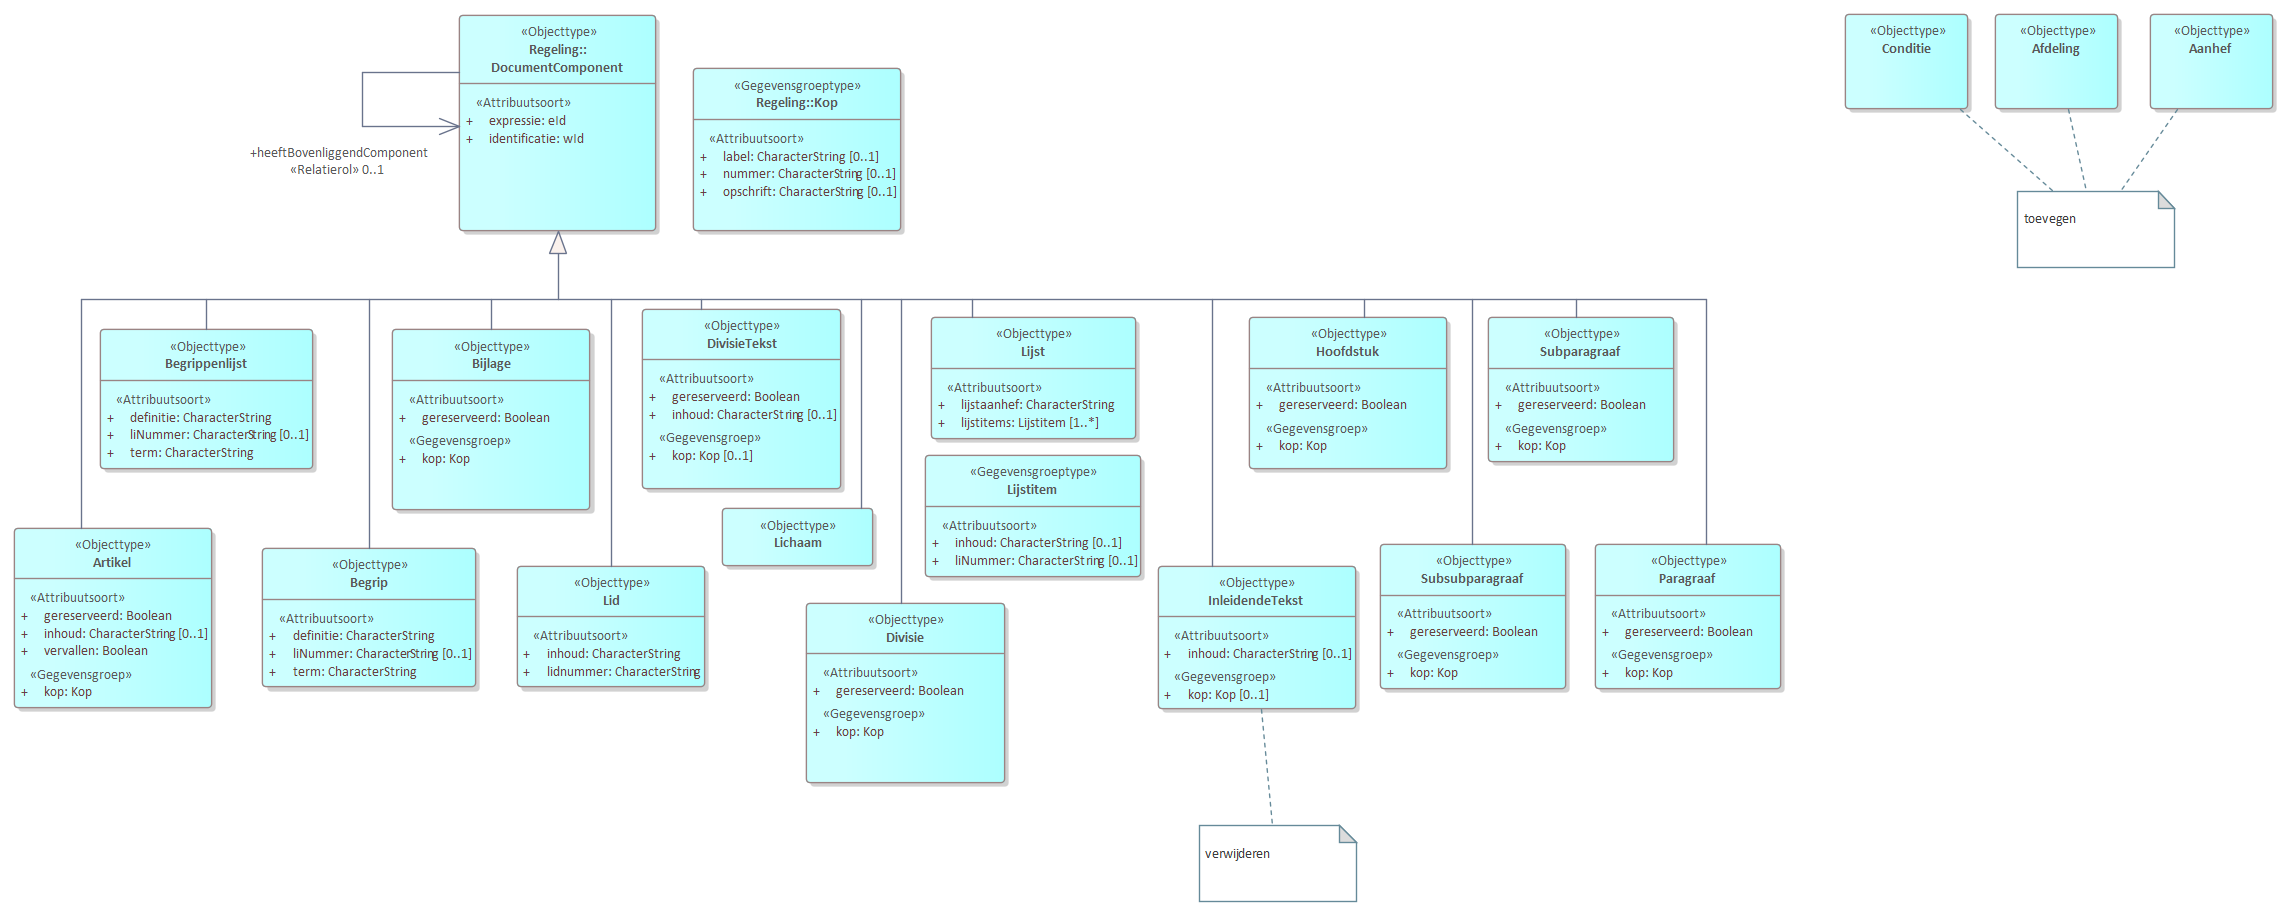 «Objecttype»
Regeling::
DocumentComponent
«Attribuutsoort»
+ expressie: eId
+ identificatie: wId
+heeftBovenliggendComponent
«Relatierol» 0..1
«Gegevensgroeptype»
Regeling::Kop
«Attribuutsoort»
+ label: CharacterString [0..1]
+ nummer: CharacterString [0..1]
+ opschrift: CharacterString [0..1]
«Objecttype»
Conditie
«Objecttype»
Afdeling
«Objecttype»
Aanhef
toevegen
«Objecttype»
Begrippenlijst
«Attribuutsoort»
+ definitie: CharacterString
+ liNummer: CharacterString [0..1]
+ term: CharacterString
«Objecttype»
Bijlage
«Attribuutsoort»
+ gereserveerd: Boolean
«Gegevensgroep»
+ kop: Kop
«Objecttype»
DivisieTekst
«Attribuutsoort»
+ gereserveerd: Boolean
+ inhoud: CharacterString [0..1]
«Gegevensgroep»
+ kop: Kop [0..1]
«Objecttype»
Lijst
«Attribuutsoort»
+ lijstaanhef: CharacterString
+ lijstitems: Lijstitem [1..*]
«Objecttype»
Hoofdstuk
«Attribuutsoort»
+ gereserveerd: Boolean
«Gegevensgroep»
+ kop: Kop
«Objecttype»
Subparagraaf
«Attribuutsoort»
+ gereserveerd: Boolean
«Gegevensgroep»
+ kop: Kop
«Gegevensgroeptype»
Lijstitem
«Attribuutsoort»
+ inhoud: CharacterString [0..1]
+ liNummer: CharacterString [0..1]
«Objecttype»
Lichaam
«Objecttype»
Artikel
«Attribuutsoort»
+ gereserveerd: Boolean
+ inhoud: CharacterString [0..1]
+ vervallen: Boolean
«Gegevensgroep»
+ kop: Kop
«Objecttype»
Begrip
«Attribuutsoort»
+ definitie: CharacterString
+ liNummer: CharacterString [0..1]
+ term: CharacterString
«Objecttype»
Lid
«Attribuutsoort»
+ inhoud: CharacterString
+ lidnummer: CharacterString
«Objecttype»
Divisie
«Attribuutsoort»
+ gereserveerd: Boolean
«Gegevensgroep»
+ kop: Kop
«Objecttype»
InleidendeTekst
«Attribuutsoort»
+ inhoud: CharacterString [0..1]
«Gegevensgroep»
+ kop: Kop [0..1]
«Objecttype»
Subsubparagraaf
«Attribuutsoort»
+ gereserveerd: Boolean
«Gegevensgroep»
+ kop: Kop
«Objecttype»
Paragraaf
«Attribuutsoort»
+ gereserveerd: Boolean
«Gegevensgroep»
+ kop: Kop
verwijderen